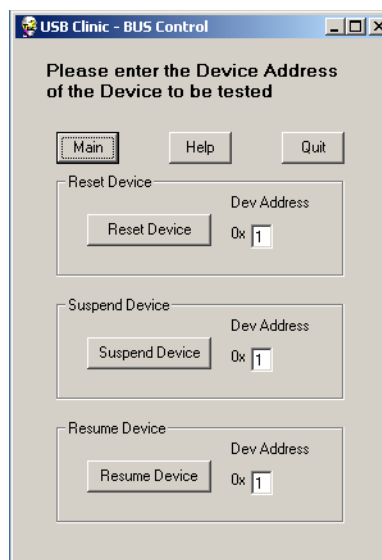 USB Clinic - BUS Control
Please enter the Device Address
of the Device to be tested
Main Help Quit
Reset Device
Dev Address
Reset Device 0x 1
Suspend Device
Dev Address
Suspend Device 0x 1
Resume Device
Dev Address
Resume Device 0x 1